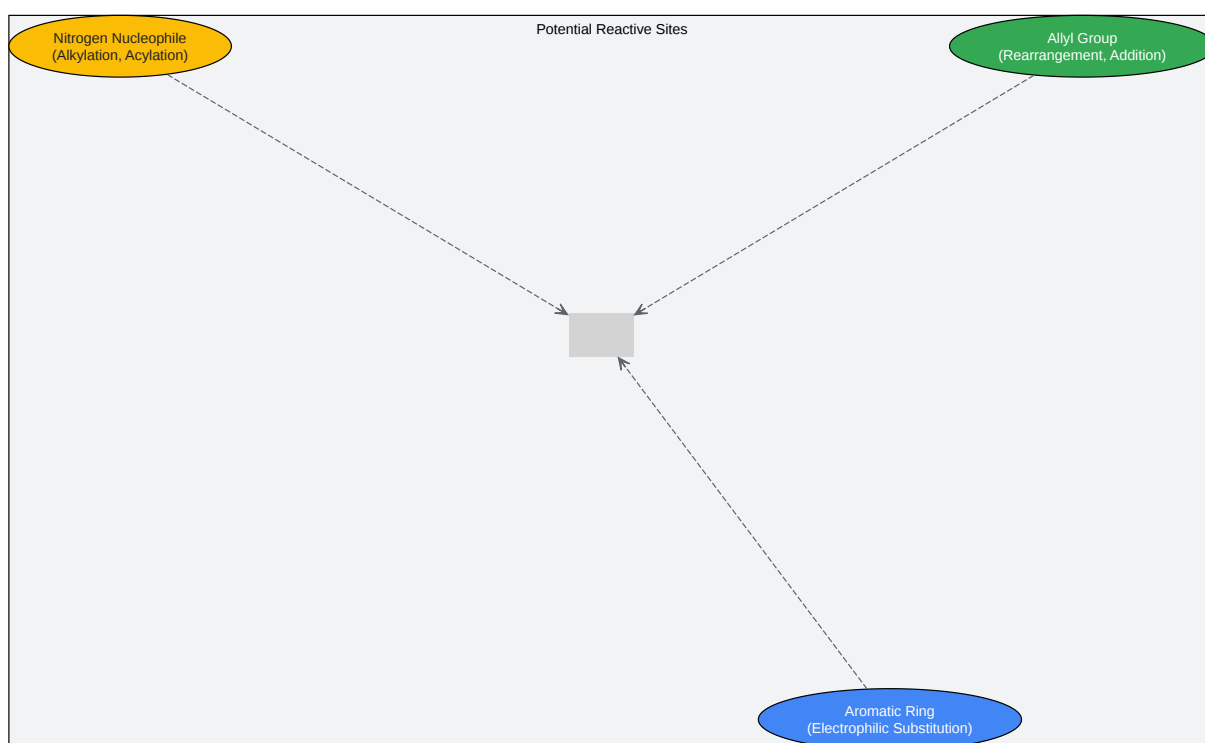 Potential Reactive Sites
Nitrogen Nucleophile
(Alkylation, Acylation)
Allyl Group
(Rearrangement, Addition)
Aromatic Ring
(Electrophilic Substitution)